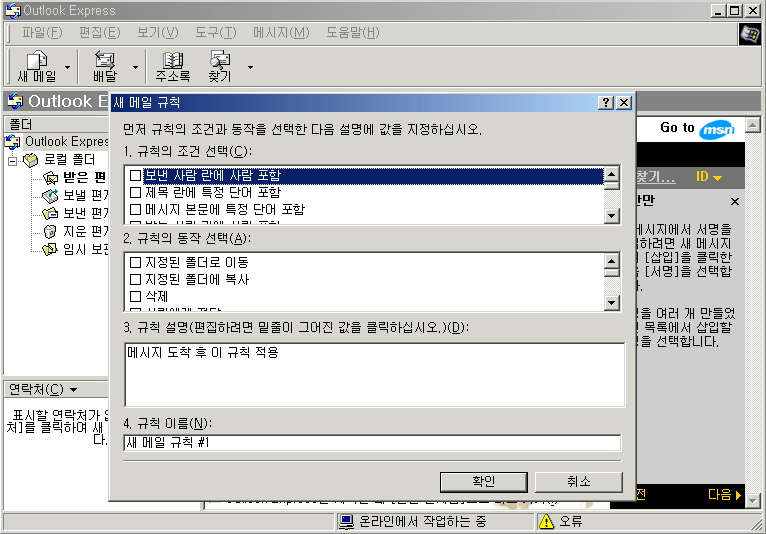 Outlook Express
파일(F) 편집(E) 보기(V) 도구(T) 메시지(M) 도움말(H)
새 메일 배달 주소록 찾기
Outlook E
폴더
Outlook Expres
로컬 폴더
받은 편
보낼 편지
보낸 편지
지운 편지
임시 보관
연락처(C)
표시할 연락처가 없
처]를 클릭하여 새
다.
새 메일 규칙
먼저 규칙의 조건과 동작을 선택한 다음 설명에 값을 지정하십시오.
1. 규칙의 조건 선택(C):
보낸 사람 란에 사람 포함
제목 란에 특정 단어 포함
메시지 본문에 특정 단어 포함
2. 규칙의 동작 선택(A):
지정된 폴더로 이동
지정된 폴더에 복사
삭제
3. 규칙 설명(편집하려면 밑줄이 그어진 값을 클릭하십시오.)(D):
메시지 도착 후 이 규칙 적용
4. 규칙 이름(N):
새 메일 규칙 #1
확인 취소
Go to msn
찾기... ID
메시지에서 서명을
하려면 새 메시지
[삽입]을 클릭한
[서명]을 선택합
을 여러 개 만들었
목록에서 삽입할
을 선택합니다.
다음
온라인에서 작업하는 중 오류